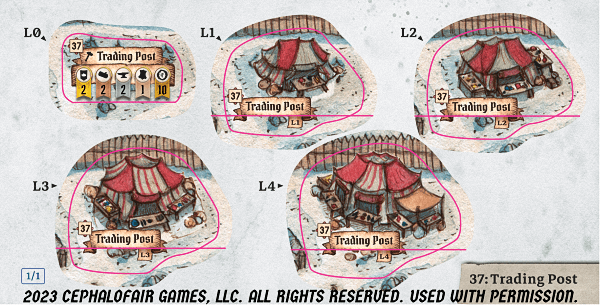 L0
37
Trading Post
2 2 2 1 10
L1
37
Trading Post
L1
L2
37
Trading Post
L2
L3
37
Trading Post
L3
L4
37
Trading Post
L4
1/1
37: Trading Post
2023 CEPHALOFAIR GAMES, LLC. ALL RIGHTS RESERVED. USED WITH PERMISSION.